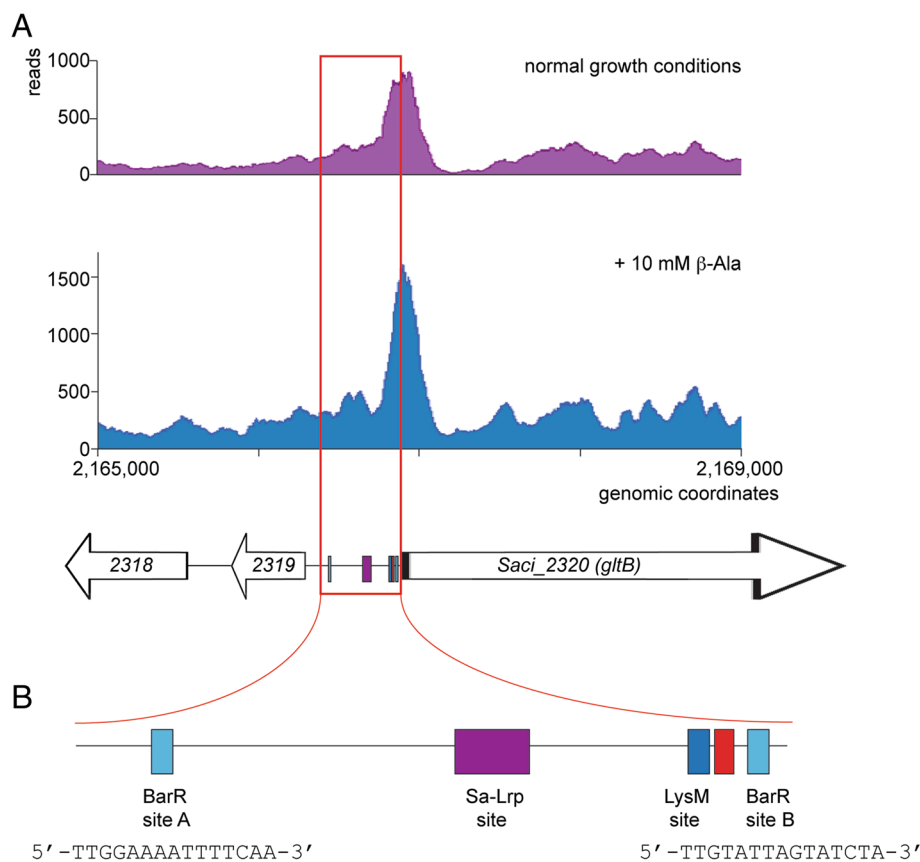 A
reads
1000
500
0
normal growth conditions
+ 10 mM β-Ala
1500
1000
500
0
2,165,000
2,169,000
genomic coordinates
2318
2319
Saci_2320 (gltB)
B
BarR
site A
Sa-Lrp
site
LysM
site
BarR
site B
5’-TTGGAAAATTTTCAA-3’
5’-TTGTATTAGTATCTA-3’